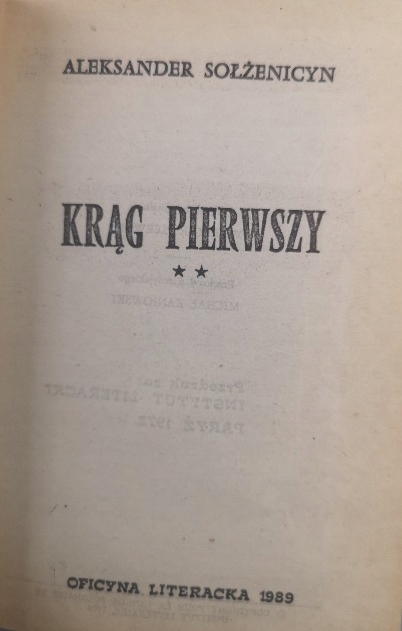 ALEKSANDER SOŁŻENICYN
KRĄG PIERWSZY
★★
OFICYNA LITERACKA 1989